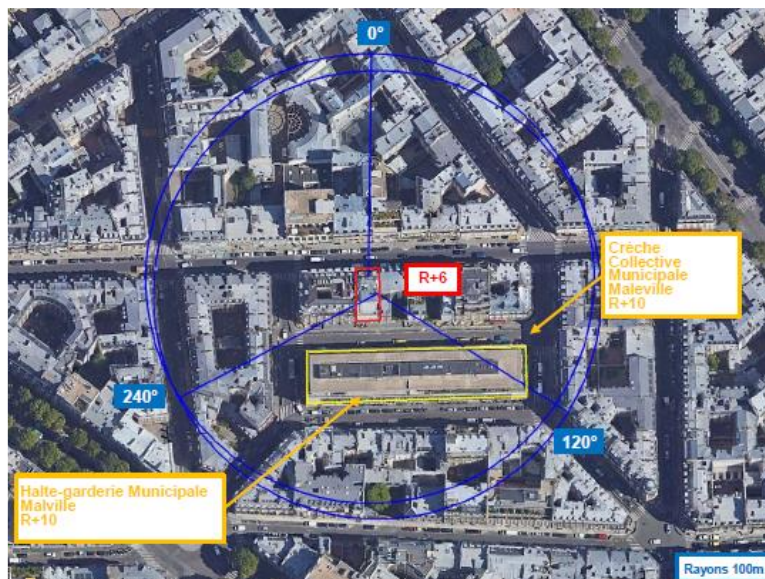 0°
R+6
Crèche
Collective
Municipale
Maleville
R+10
240°
120°
Halte-garderie Municipale
Malville
R+10
Rayons 100m